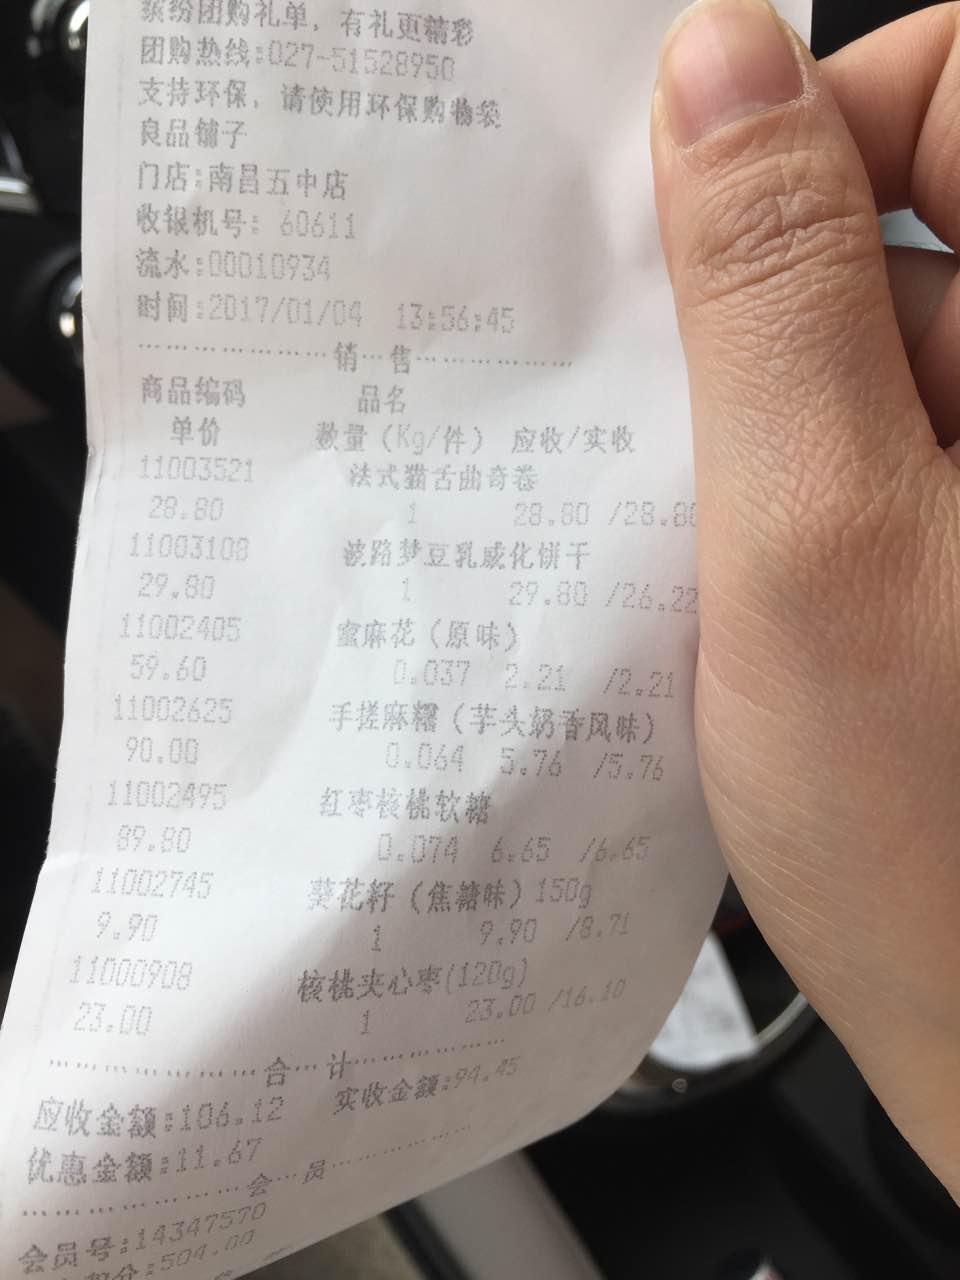 缤纷团购礼单，有礼更精彩
团购热线:027-51528950
支持环保，请使用环保购物袋
良品铺子
门店:南昌五中店
收银机号: 60611
流水:00010934
时间:2017/01/04 13:56:45
销 售
商品编码 品名
单价 数量(Kg/件) 应收/实收
11003521 法式猫舌曲奇卷
28.80 1 28.80 /28.80
11003108 波路梦豆乳威化饼干
29.80 1 29.80 /26.22
11002405 蜜麻花(原味)
59.60 0.037 2.21 /2.21
11002625 手搓麻糬(芋头奶香风味)
90.00 0.064 5.76 /5.76
11002495 红枣核桃软糖
89.80 0.074 6.65 /6.65
11002745 葵花籽(焦糖味)150g
9.90 1 9.90 /8.71
11000908 核桃夹心枣(120g)
23.00 1 23.00 /16.10
合 计
应收金额:106.12 实收金额:94.45
优惠金额:11.67
会 员
会员号:14347570
积分:504.00